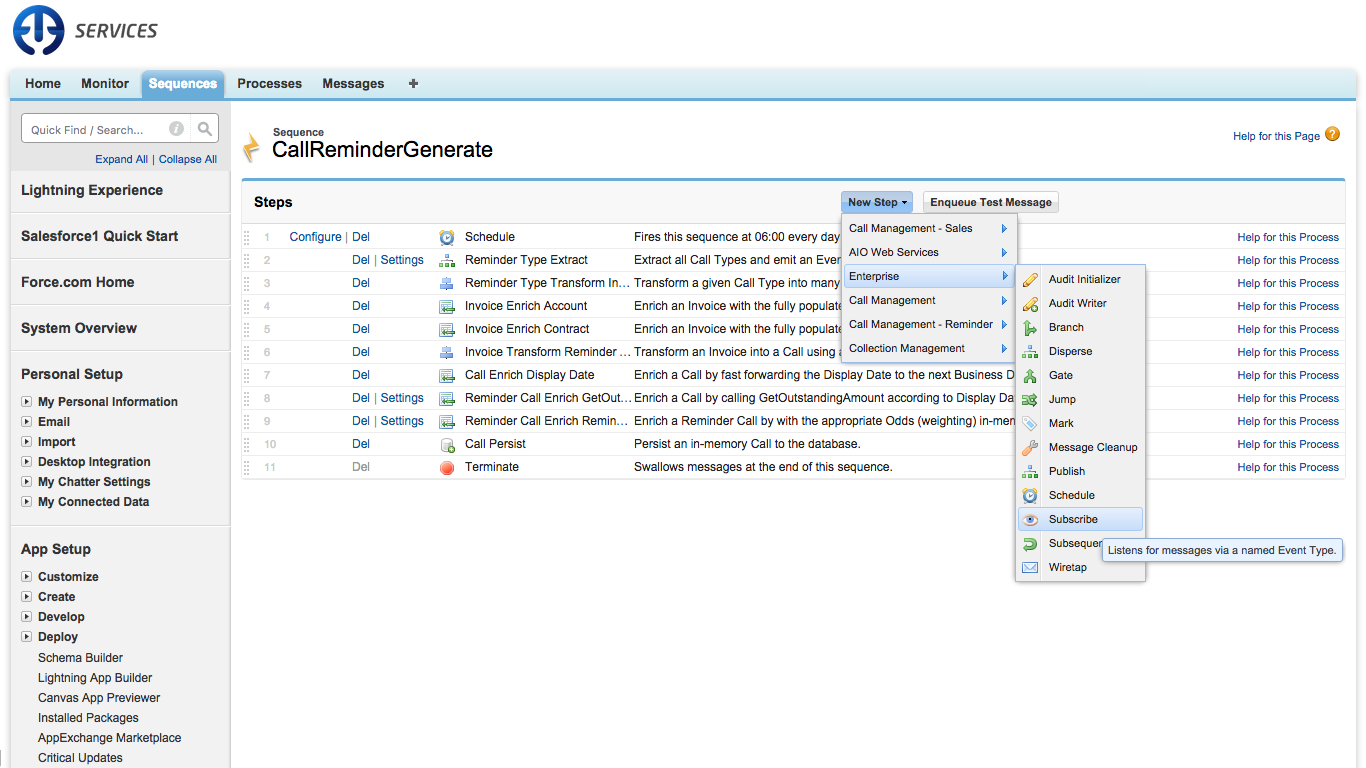 SERVICES
Home Monitor Sequences Processes Messages +
Quick Find / Search... i
Expand All | Collapse All
Lightning Experience
Salesforce1 Quick Start
Force.com Home
System Overview
Personal Setup
My Personal Information
Email
Import
Desktop Integration
My Chatter Settings
My Connected Data
App Setup
Customize
Create
Develop
Deploy
Schema Builder
Lightning App Builder
Canvas App Previewer
Installed Packages
AppExchange Marketplace
Critical Updates
Sequence
CallReminderGenerate
Help for this Page ?
Steps
New Step Enqueue Test Message
1 Configure | Del Schedule Fires this sequence at 06:00 every day Help for this Process
2 Del | Settings Reminder Type Extract Extract all Call Types and emit an Even Help for this Process
3 Del Reminder Type Transform In... Transform a given Call Type into many Help for this Process
4 Del Invoice Enrich Account Enrich an Invoice with the fully populate Help for this Process
5 Del Invoice Enrich Contract Enrich an Invoice with the fully populate Help for this Process
6 Del Invoice Transform Reminder ... Transform an Invoice into a Call using a Help for this Process
7 Del Call Enrich Display Date Enrich a Call by fast forwarding the Display Date to the next Business D Help for this Process
8 Del | Settings Reminder Call Enrich GetOut... Enrich a Call by calling GetOutstandingAmount according to Display Da Help for this Process
9 Del | Settings Reminder Call Enrich Remin... Enrich a Reminder Call by with the appropriate Odds (weighting) in-mem Help for this Process
10 Del Call Persist Persist an in-memory Call to the database. Help for this Process
11 Del Terminate Swallows messages at the end of this sequence. Help for this Process
Call Management - Sales
AIO Web Services
Enterprise
Call Management
Call Management - Reminder
Collection Management
Audit Initializer
Audit Writer
Branch
Disperse
Gate
Jump
Mark
Message Cleanup
Publish
Schedule
Subscribe
Subsequen
Listens for messages via a named Event Type.
Wiretap